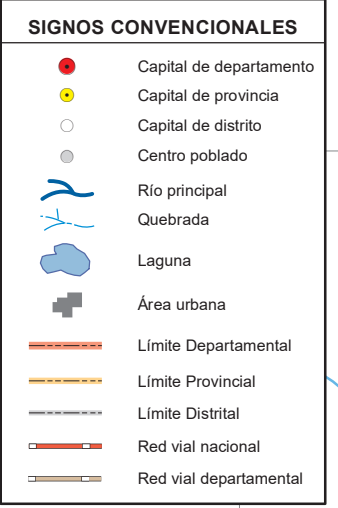 SIGNOS CONVENCIONALES
Capital de departamento
Capital de provincia
Capital de distrito
Centro poblado
Río principal
Quebrada
Laguna
Área urbana
Límite Departamental
Límite Provincial
Límite Distrital
Red vial nacional
Red vial departamental